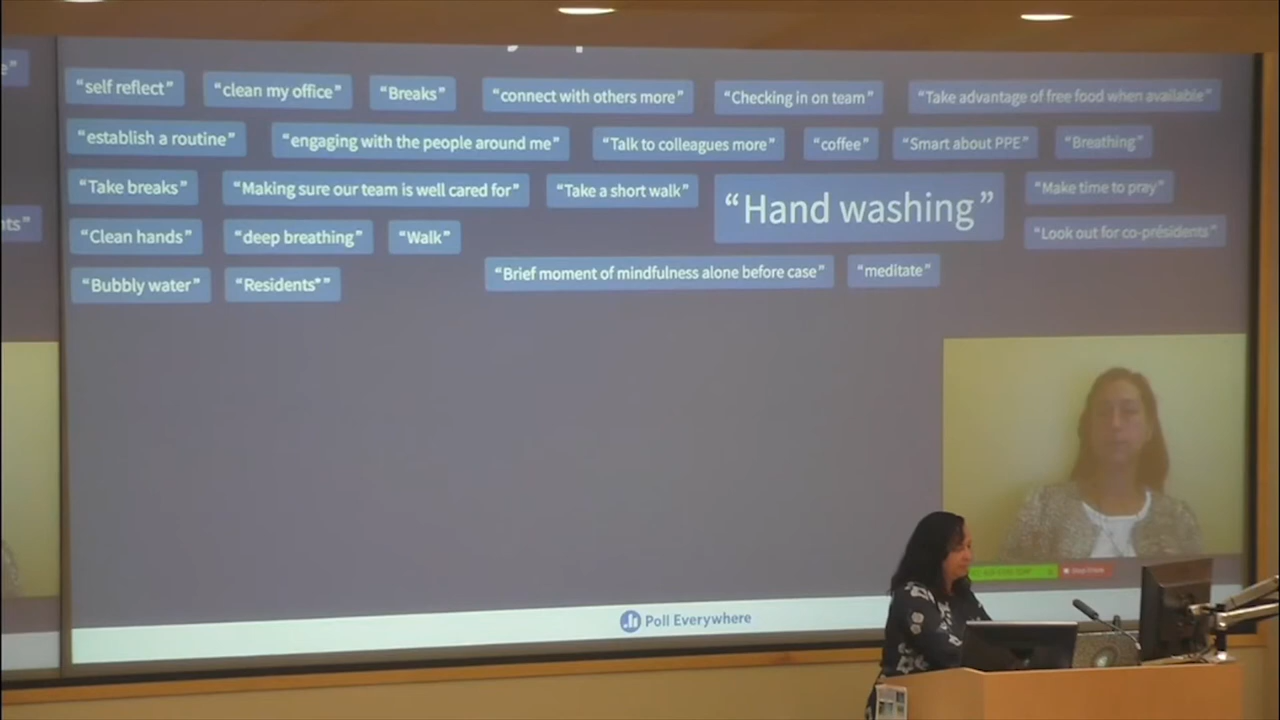 e”
“self reflect” “clean my office” “Breaks” “connect with others more” “Checking in on team” “Take advantage of free food when available”
“establish a routine” “engaging with the people around me” “Talk to colleagues more” “coffee” “Smart about PPE” “Breathing”
“Take breaks” “Making sure our team is well cared for” “Take a short walk” “Hand washing” “Make time to pray”
nts”
“Clean hands” “deep breathing” “Walk” “Look out for co-présidents”
“Bubbly water” “Residents*” “Brief moment of mindfulness alone before case” “meditate”
Poll Everywhere